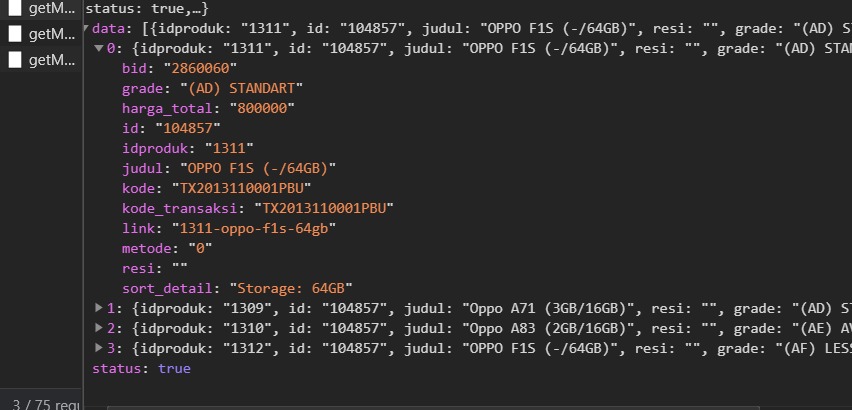 getM...
getM...
getM...
status: true,…}
data: [{idproduk: "1311", id: "104857", judul: "OPPO F1S (-/64GB)", resi: "", grade: "(AD) S
0: {idproduk: "1311", id: "104857", judul: "OPPO F1S (-/64GB)", resi: "", grade: "(AD) STA
bid: "2860060"
grade: "(AD) STANDART"
harga_total: "800000"
id: "104857"
idproduk: "1311"
judul: "OPPO F1S (-/64GB)"
kode: "TX2013110001PBU"
kode_transaksi: "TX2013110001PBU"
link: "1311-oppo-f1s-64gb"
metode: "0"
resi: ""
sort_detail: "Storage: 64GB"
1: {idproduk: "1309", id: "104857", judul: "Oppo A71 (3GB/16GB)", resi: "", grade: "(AD) S
2: {idproduk: "1310", id: "104857", judul: "Oppo A83 (2GB/16GB)", resi: "", grade: "(AE) AV
3: {idproduk: "1312", id: "104857", judul: "OPPO F1S (-/64GB)", resi: "", grade: "(AF) LESS
status: true
3 / 75 requ